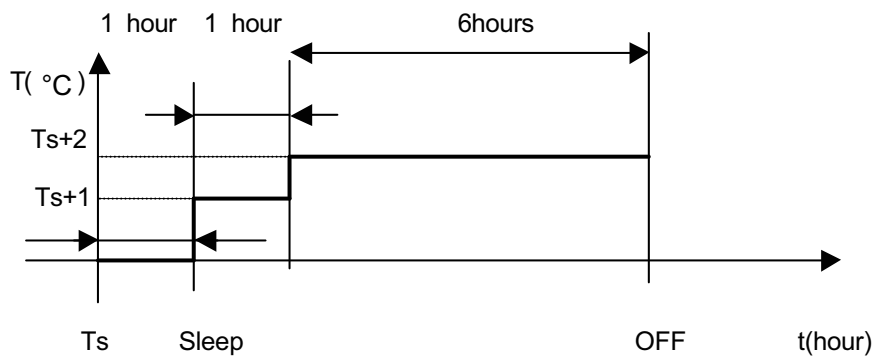 1 hour 1 hour 6hours
T( °C)
Ts+2
Ts+1
Ts Sleep OFF t(hour)